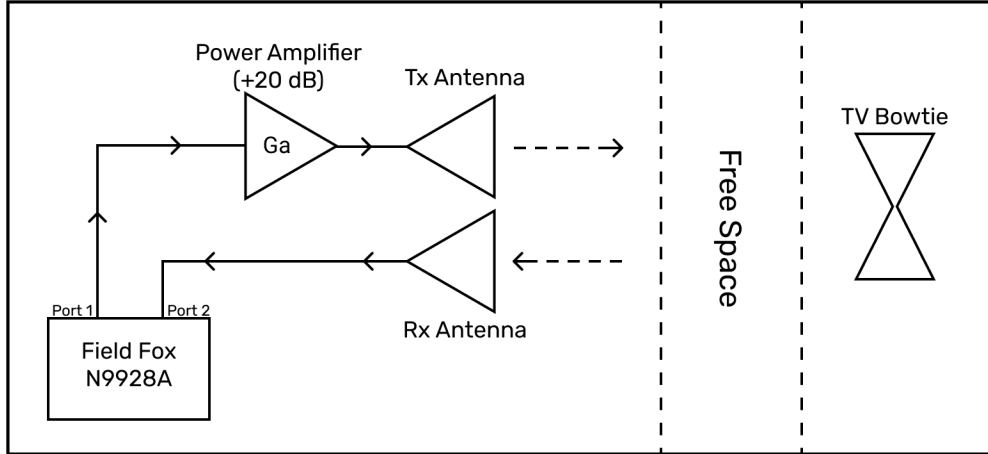 Power Amplifier
(+20 dB)
Tx Antenna
TV Bowtie
Ga
Free Space
Port 1
Port 2
Rx Antenna
Field Fox
N9928A